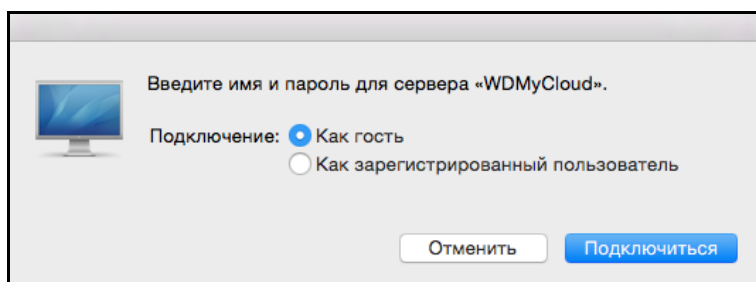 Введите имя и пароль для сервера «WDMyCloud».
Подключение: Как гость
Как зарегистрированный пользователь
Отменить Подключиться